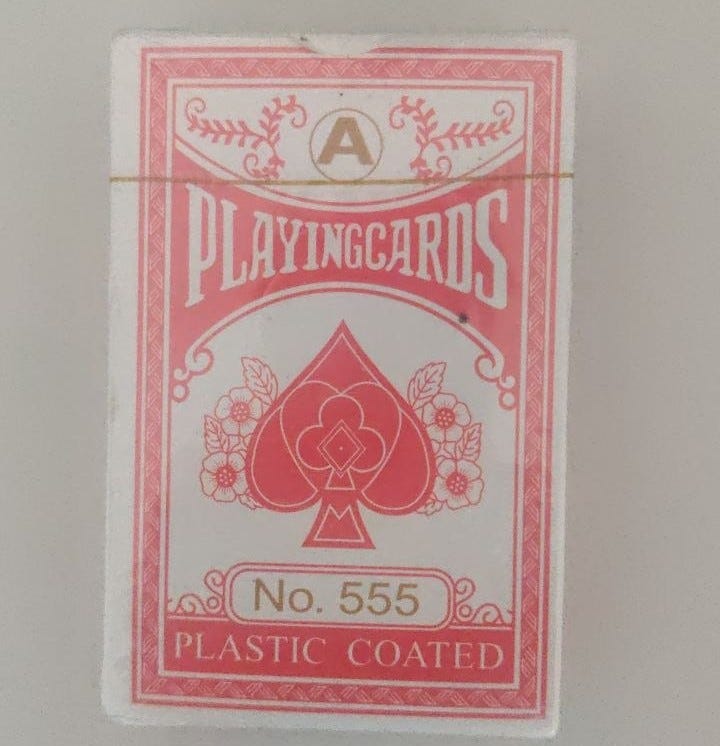 A
PLAYINGCARDS
No. 555
PLASTIC COATED